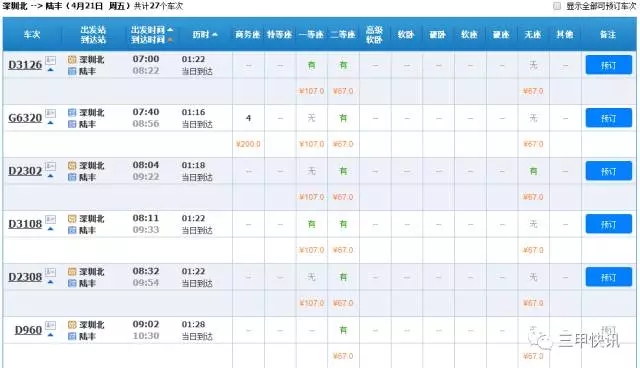 深圳北 --> 陆丰（4月21日 周五）共计27个车次 显示全部可预订车次
车次 出发站 到达站 出发时间 到达时间 历时 商务座 特等座 一等座 二等座 高级软卧 软卧 硬卧 软座 硬座 无座 其他 备注
D3126 深圳北 07:00 01:22 -- -- 有 有 -- -- -- -- -- 无 -- 预订
陆丰 08:22 当日到达
¥107.0 ¥67.0 ¥67.0
G6320 深圳北 07:40 01:16 4 -- 无 有 -- -- -- -- -- -- -- 预订
陆丰 08:56 当日到达
¥200.0 ¥107.0 ¥67.0
D2302 深圳北 08:04 01:18 -- -- 无 有 -- -- -- -- -- 有 -- 预订
陆丰 09:22 当日到达
¥107.0 ¥67.0 ¥67.0
D3108 深圳北 08:11 01:22 -- -- 有 有 -- -- -- -- -- 无 -- 预订
陆丰 09:33 当日到达
¥107.0 ¥67.0 ¥67.0
D2308 深圳北 08:32 01:22 -- -- 无 有 -- -- -- -- -- 无 -- 预订
陆丰 09:54 当日到达
¥107.0 ¥67.0 ¥67.0
D960 深圳北 09:02 01:28 -- -- -- 有 -- -- -- -- -- 无 -- 预订
陆丰 10:30 当日到达
¥67.0 ¥67.0
三甲快讯